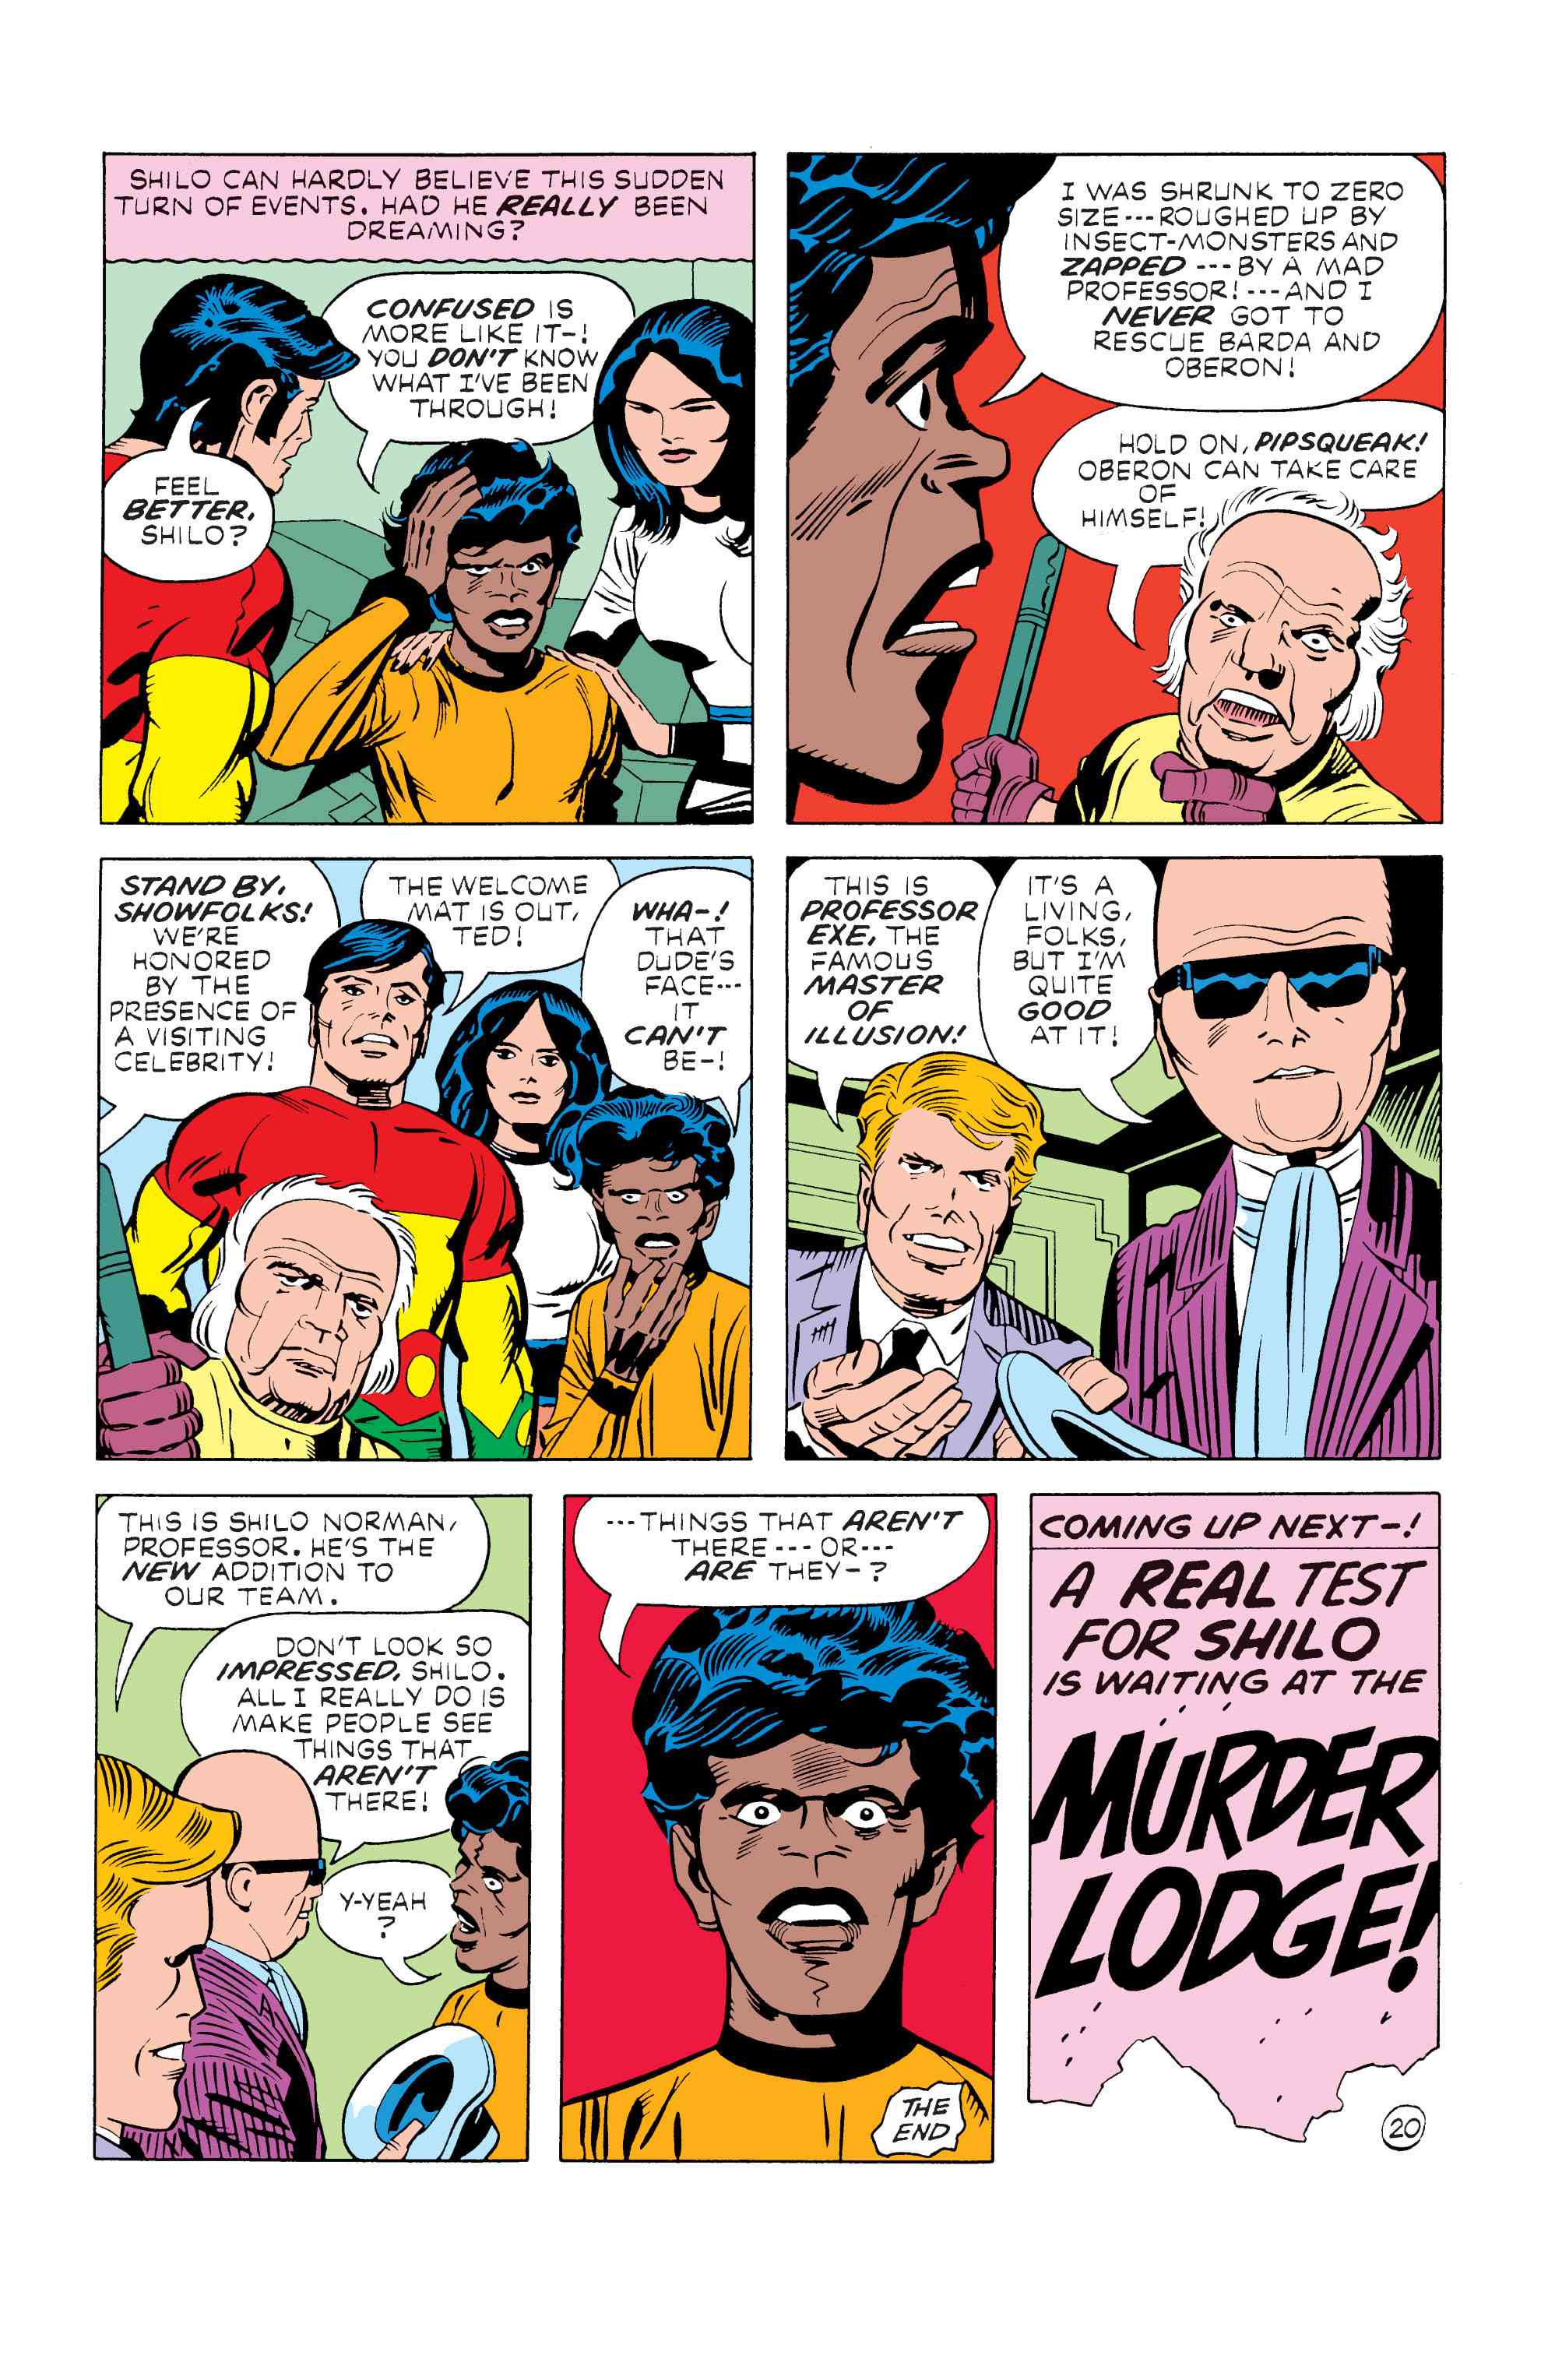 SHILO CAN HARDLY BELIEVE THIS SUDDEN
TURN OF EVENTS. HAD HE REALLY BEEN
DREAMING?
FEEL
BETTER,
SHILO?
CONFUSED IS
MORE LIKE IT-!
YOU DON'T KNOW
WHAT I'VE BEEN
THROUGH!
I WAS SHRUNK TO ZERO
SIZE---ROUGHED UP BY
INSECT-MONSTERS AND
ZAPPED ---BY A MAD
PROFESSOR!---AND I
NEVER GOT TO
RESCUE BARDA AND
OBERON!
HOLD ON, PIPSQUEAK!
OBERON CAN TAKE CARE
OF
HIMSELF!
STAND BY,
SHOWFOLKS!
WE'RE
HONORED
BY THE
PRESENCE OF
A VISITING
CELEBRITY!
THE WELCOME
MAT IS OUT,
TED!
WHA-!
THAT
DUDE'S
FACE---
IT
CAN'T
BE-!
THIS IS
PROFESSOR
EXE, THE
FAMOUS
MASTER
OF
ILLUSION!
IT'S A
LIVING,
FOLKS,
BUT I'M
QUITE
GOOD
AT IT!
THIS IS SHILO NORMAN,
PROFESSOR. HE'S THE
NEW ADDITION TO
OUR TEAM.
DON'T LOOK SO
IMPRESSED, SHILO.
ALL I REALLY DO IS
MAKE PEOPLE SEE
THINGS THAT
AREN'T
THERE!
Y-YEAH
?
---THINGS THAT AREN'T
THERE---OR---
ARE THEY-?
THE
END
COMING UP NEXT-!
A REAL TEST
FOR SHILO
IS WAITING AT THE
MURDER
LODGE!
20